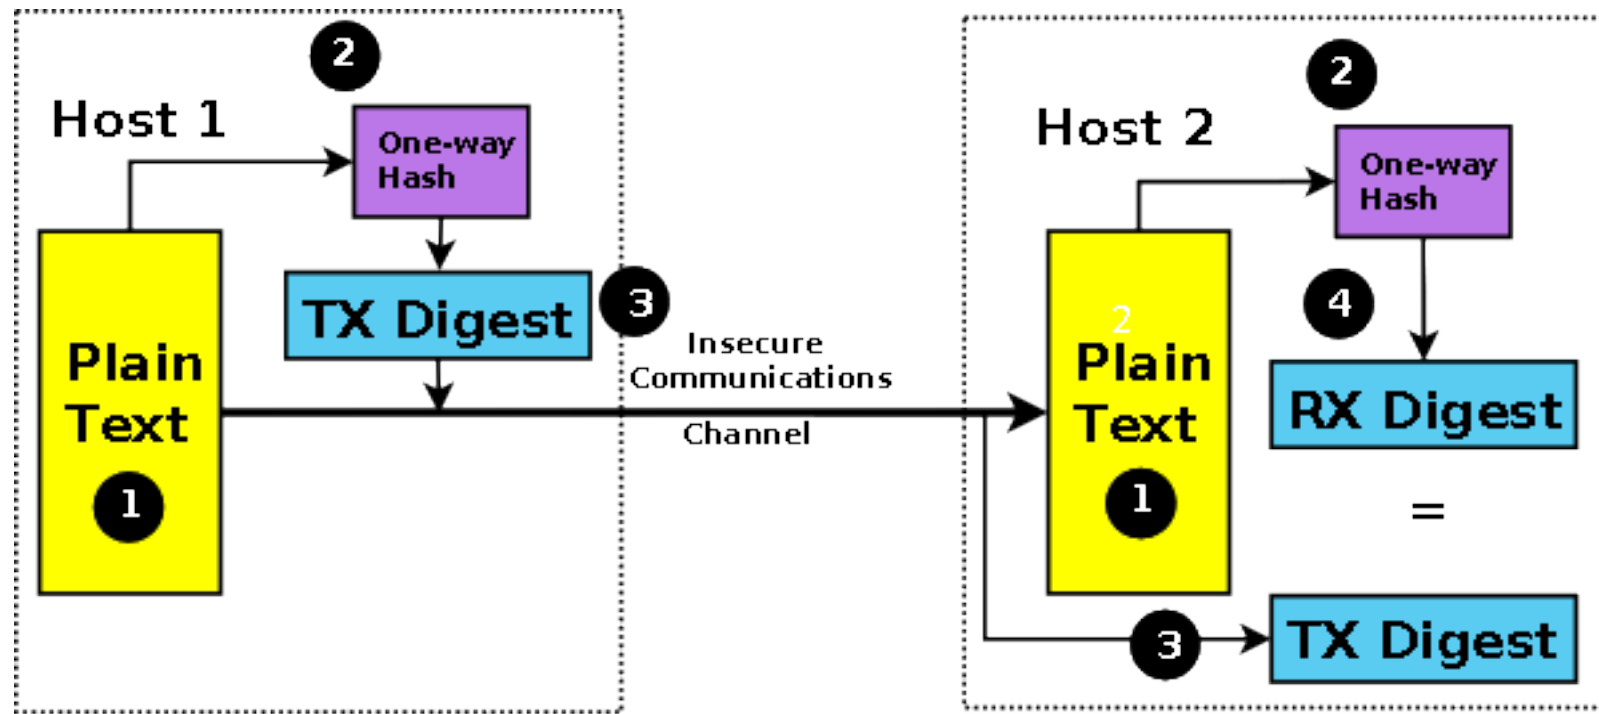 2
Host 1
One-way
Hash
TX Digest
3
Plain
Text
1
Insecure
Communications
Channel
2
Host 2
One-way
Hash
4
2
Plain
Text
1
RX Digest
=
3
TX Digest